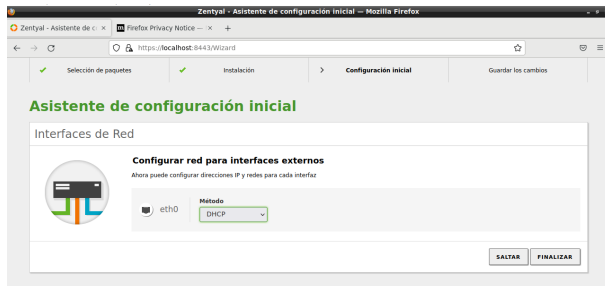 Zentyal - Asistente de configuración inicial — Mozilla Firefox
Zentyal - Asistente de c
Firefox Privacy Notice —
https://localhost:8443/Wizard
Selección de paquetes
Instalación
Configuración inicial
Guardar los cambios
Asistente de configuración inicial
Interfaces de Red
Configurar red para interfaces externos
Ahora puede configurar direcciones IP y redes para cada interfaz
eth0
Método
DHCP
SALTAR
FINALIZAR